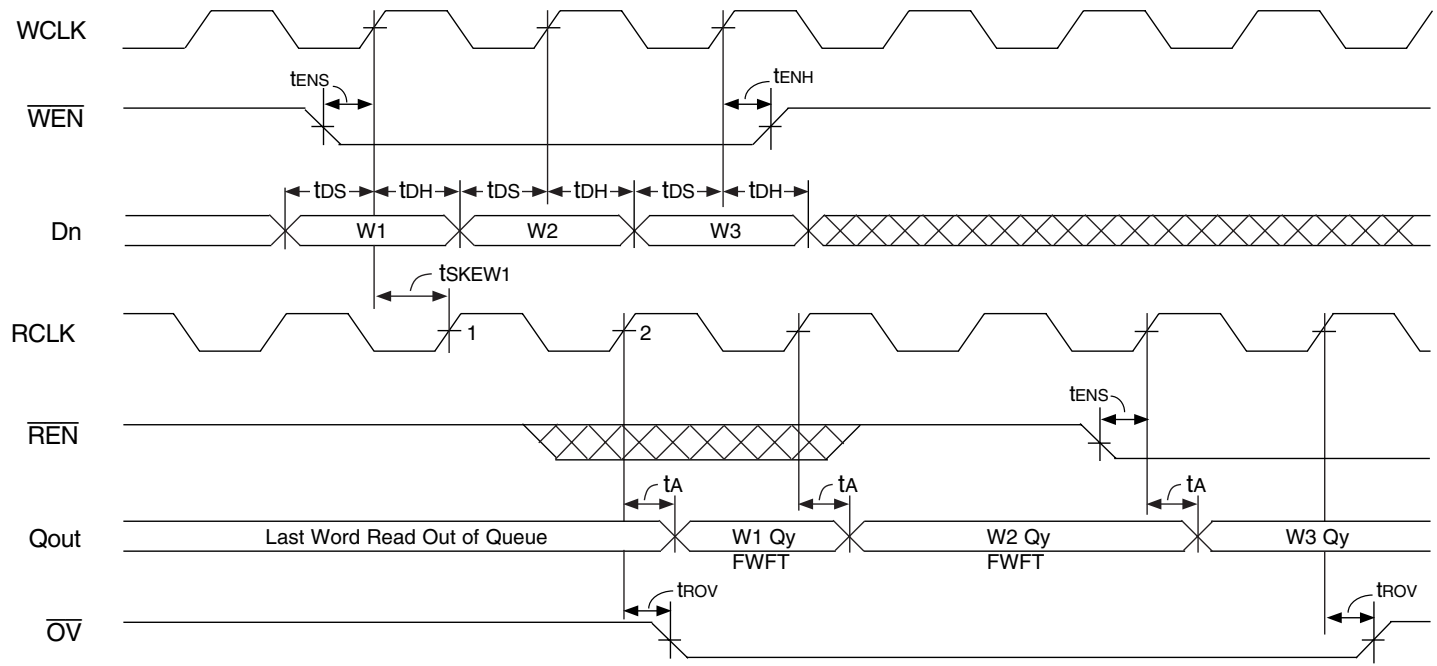 WCLK
tENS
tENH
WEN
tDS tDH tDS tDH tDS tDH
Dn W1 W2 W3
tSKEW1
RCLK 1 2
tENS
REN
tA tA tA
Qout Last Word Read Out of Queue W1 Qy W2 Qy W3 Qy
FWFT FWFT
tROV tROV
OV